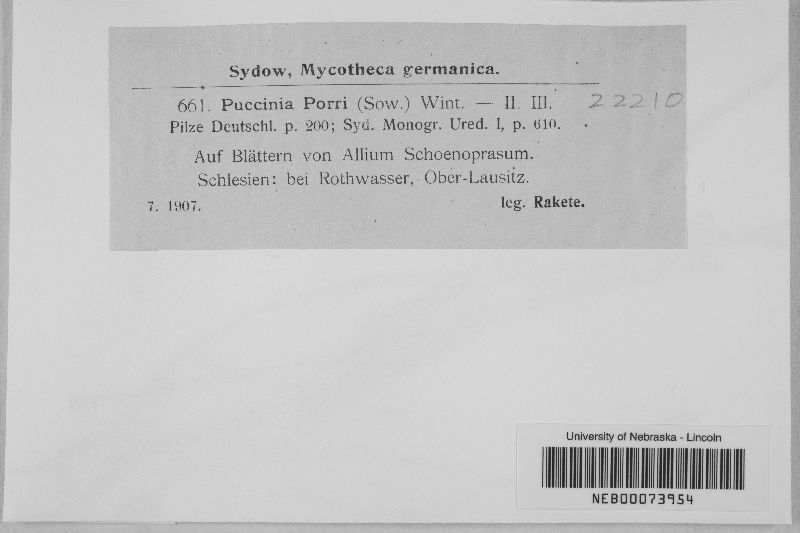 Sydow, Mycotheca germanica.
661. Puccinia Porri (Sow.) Wint. — II. III. 22210
Pilze Deutschl. p. 200; Syd. Monogr. Ured. I, p. 610.
Auf Blättern von Allium Schoenoprasum.
Schlesien: bei Rothwasser, Ober-Lausitz.
7. 1907. leg. Rakete.
University of Nebraska - Lincoln
NEB00073954